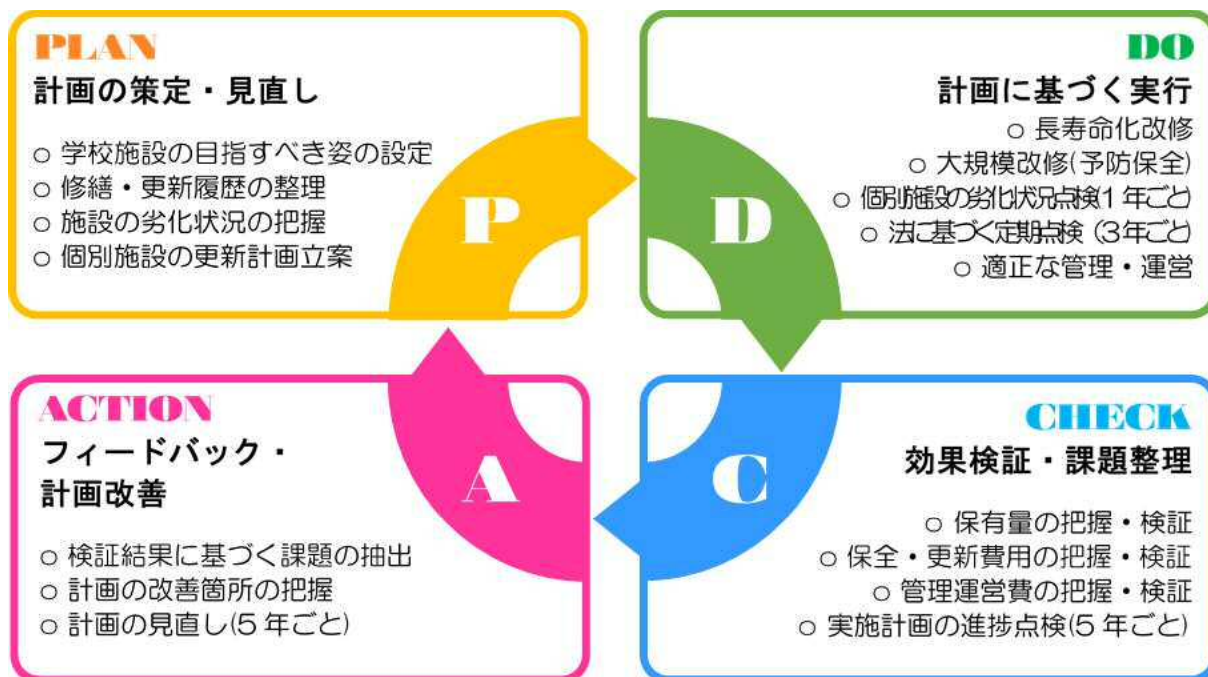 PLAN
計画の策定・見直し
○ 学校施設の目指すべき姿の設定
○ 修繕・更新履歴の整理
○ 施設の劣化状況の把握
○ 個別施設の更新計画立案
P
DO
計画に基づく実行
○ 長寿命化改修
○ 大規模改修(予防保全)
○ 個別施設の劣化状況点検(1年ごと)
○ 法に基づく定期点検 (3年ごと)
○ 適正な管理・運営
D
ACTION
フィードバック・
計画改善
○ 検証結果に基づく課題の抽出
○ 計画の改善箇所の把握
○ 計画の見直し(5年ごと)
A
CHECK
効果検証・課題整理
○ 保有量の把握・検証
○ 保全・更新費用の把握・検証
○ 管理運営費の把握・検証
○ 実施計画の進捗点検(5年ごと)
C